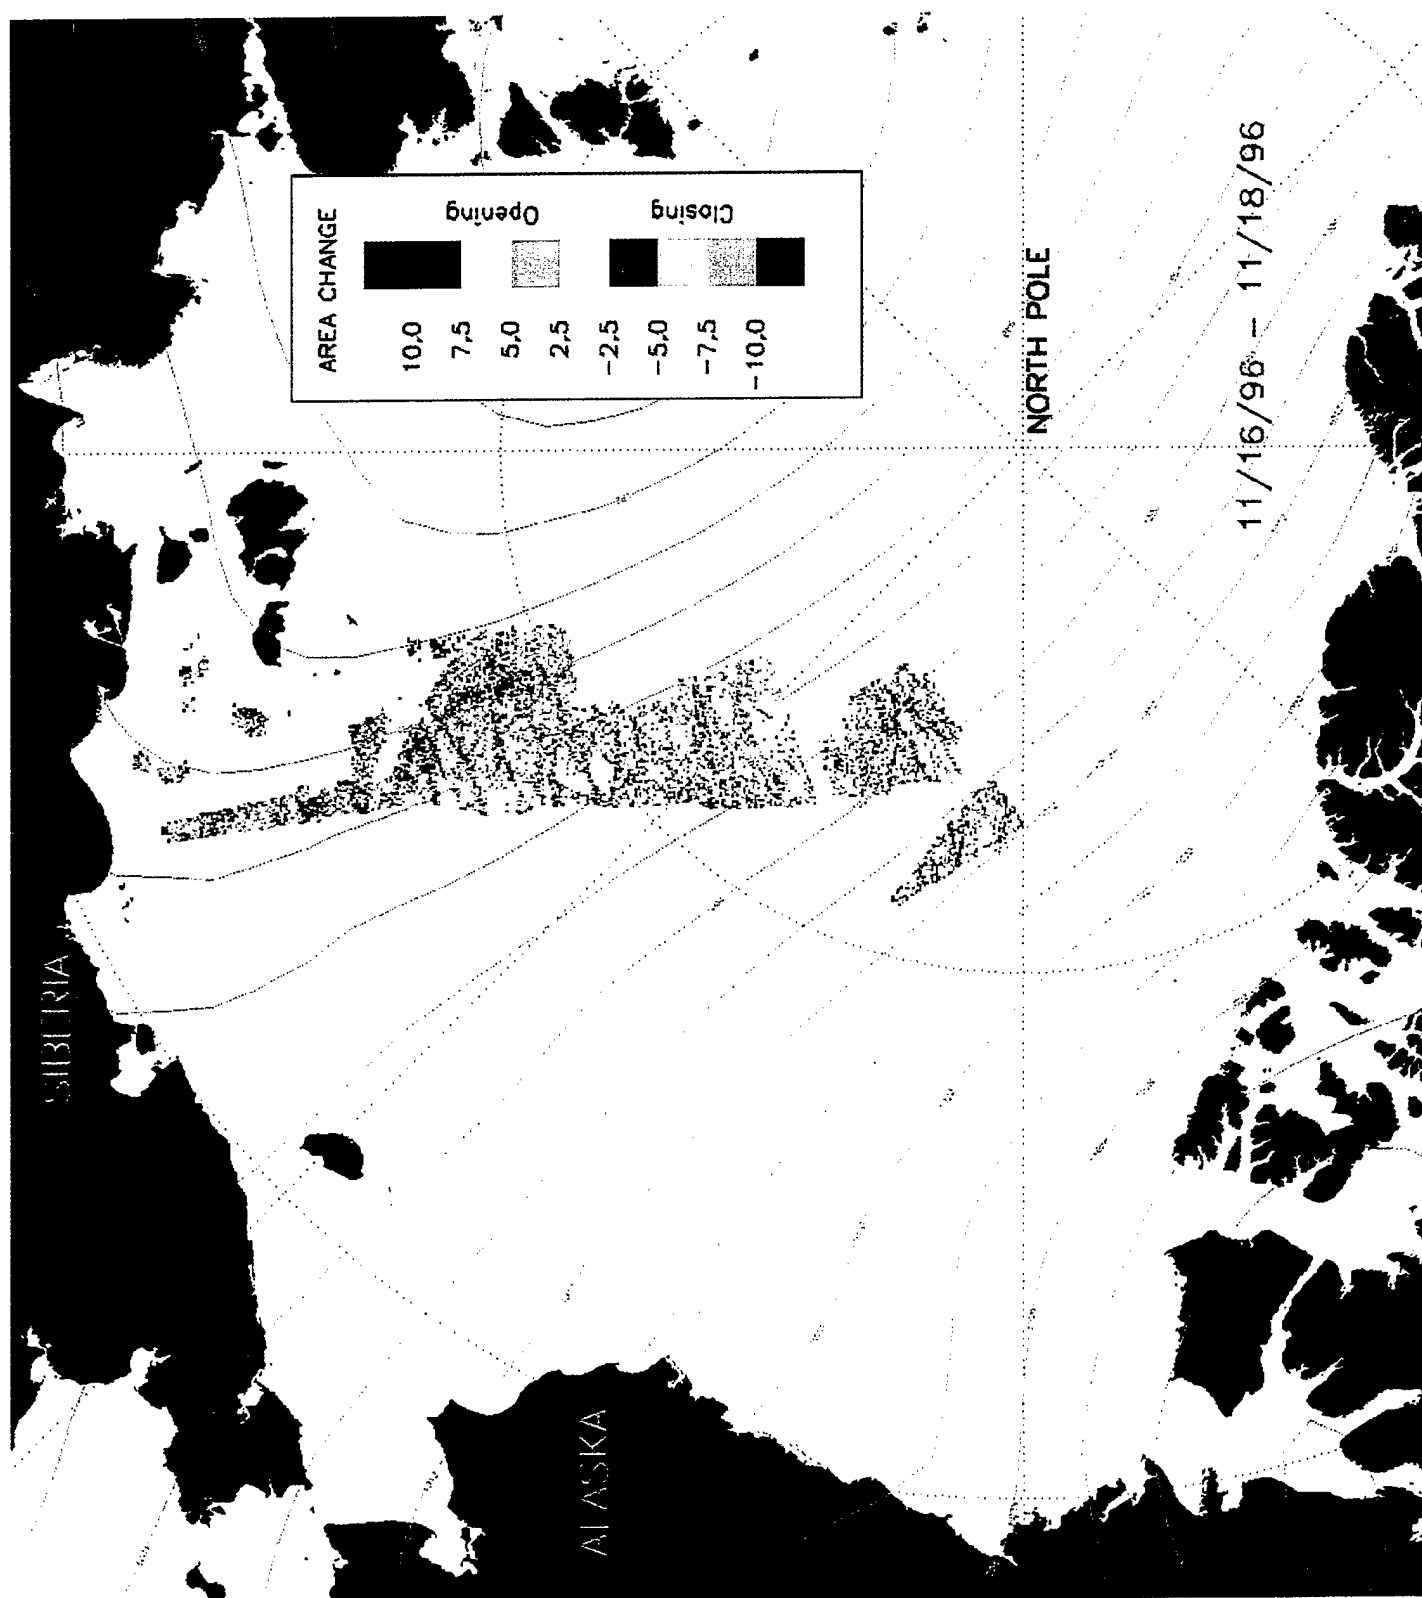 SIBERIA
AREA CHANGE
10,0
7,5
5,0
2,5
−2,5
−5,0
−7,5
−10,0
Opening
Closing
NORTH POLE
11/16/96 − 11/18/96
ALASKA